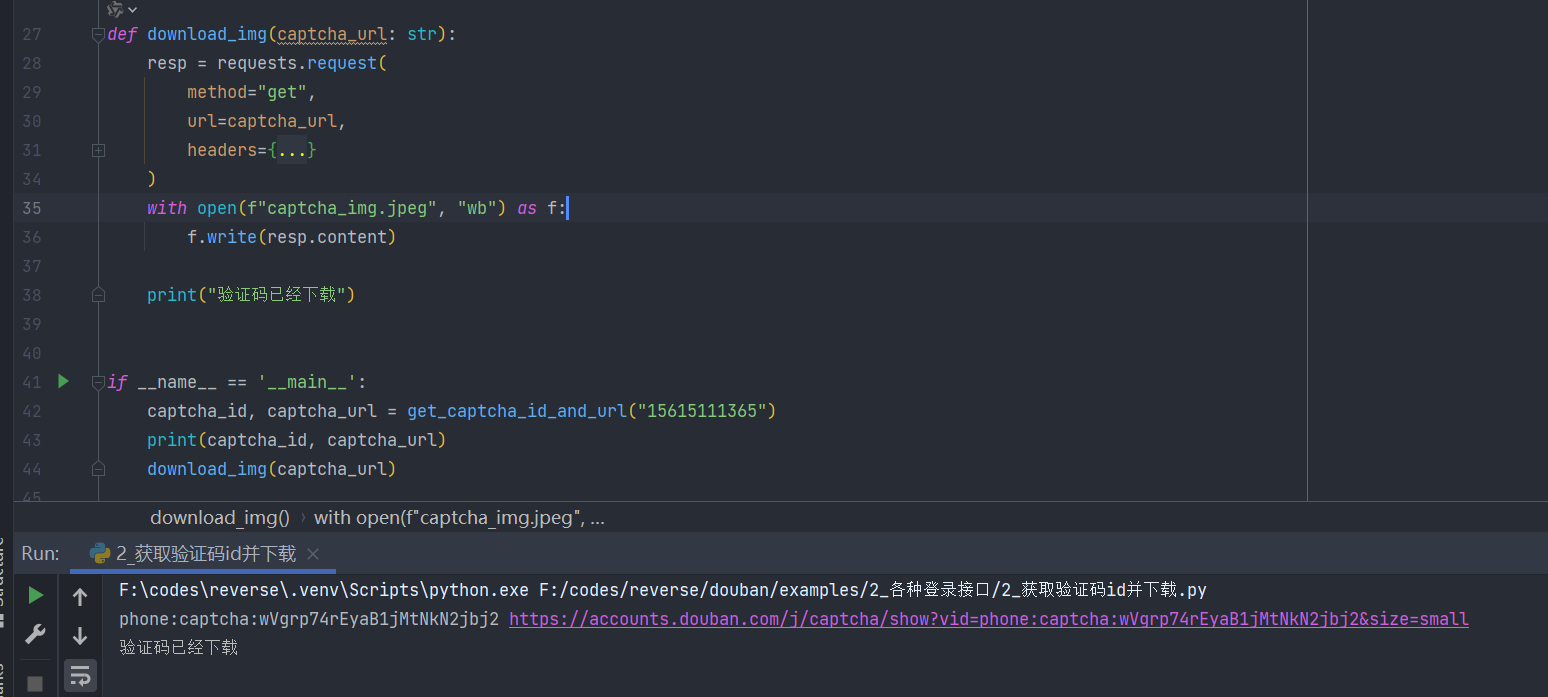 27 def download_img(captcha_url: str):
28 resp = requests.request(
29 method="get",
30 url=captcha_url,
31 headers={...}
34 )
35 with open(f"captcha_img.jpeg", "wb") as f:
36 f.write(resp.content)
37
38 print("验证码已经下载")
39
40
41 if __name__ == '__main__':
42 captcha_id, captcha_url = get_captcha_id_and_url("15615111365")
43 print(captcha_id, captcha_url)
44 download_img(captcha_url)
45
download_img() › with open(f"captcha_img.jpeg", ...
Run: 2_获取验证码id并下载 ×
F:\codes\reverse\.venv\Scripts\python.exe F:/codes/reverse/douban/examples/2_各种登录接口/2_获取验证码id并下载.py
phone:captcha:wVgrp74rEyaB1jMtNkN2jbj2 https://accounts.douban.com/j/captcha/show?vid=phone:captcha:wVgrp74rEyaB1jMtNkN2jbj2&size=small
验证码已经下载